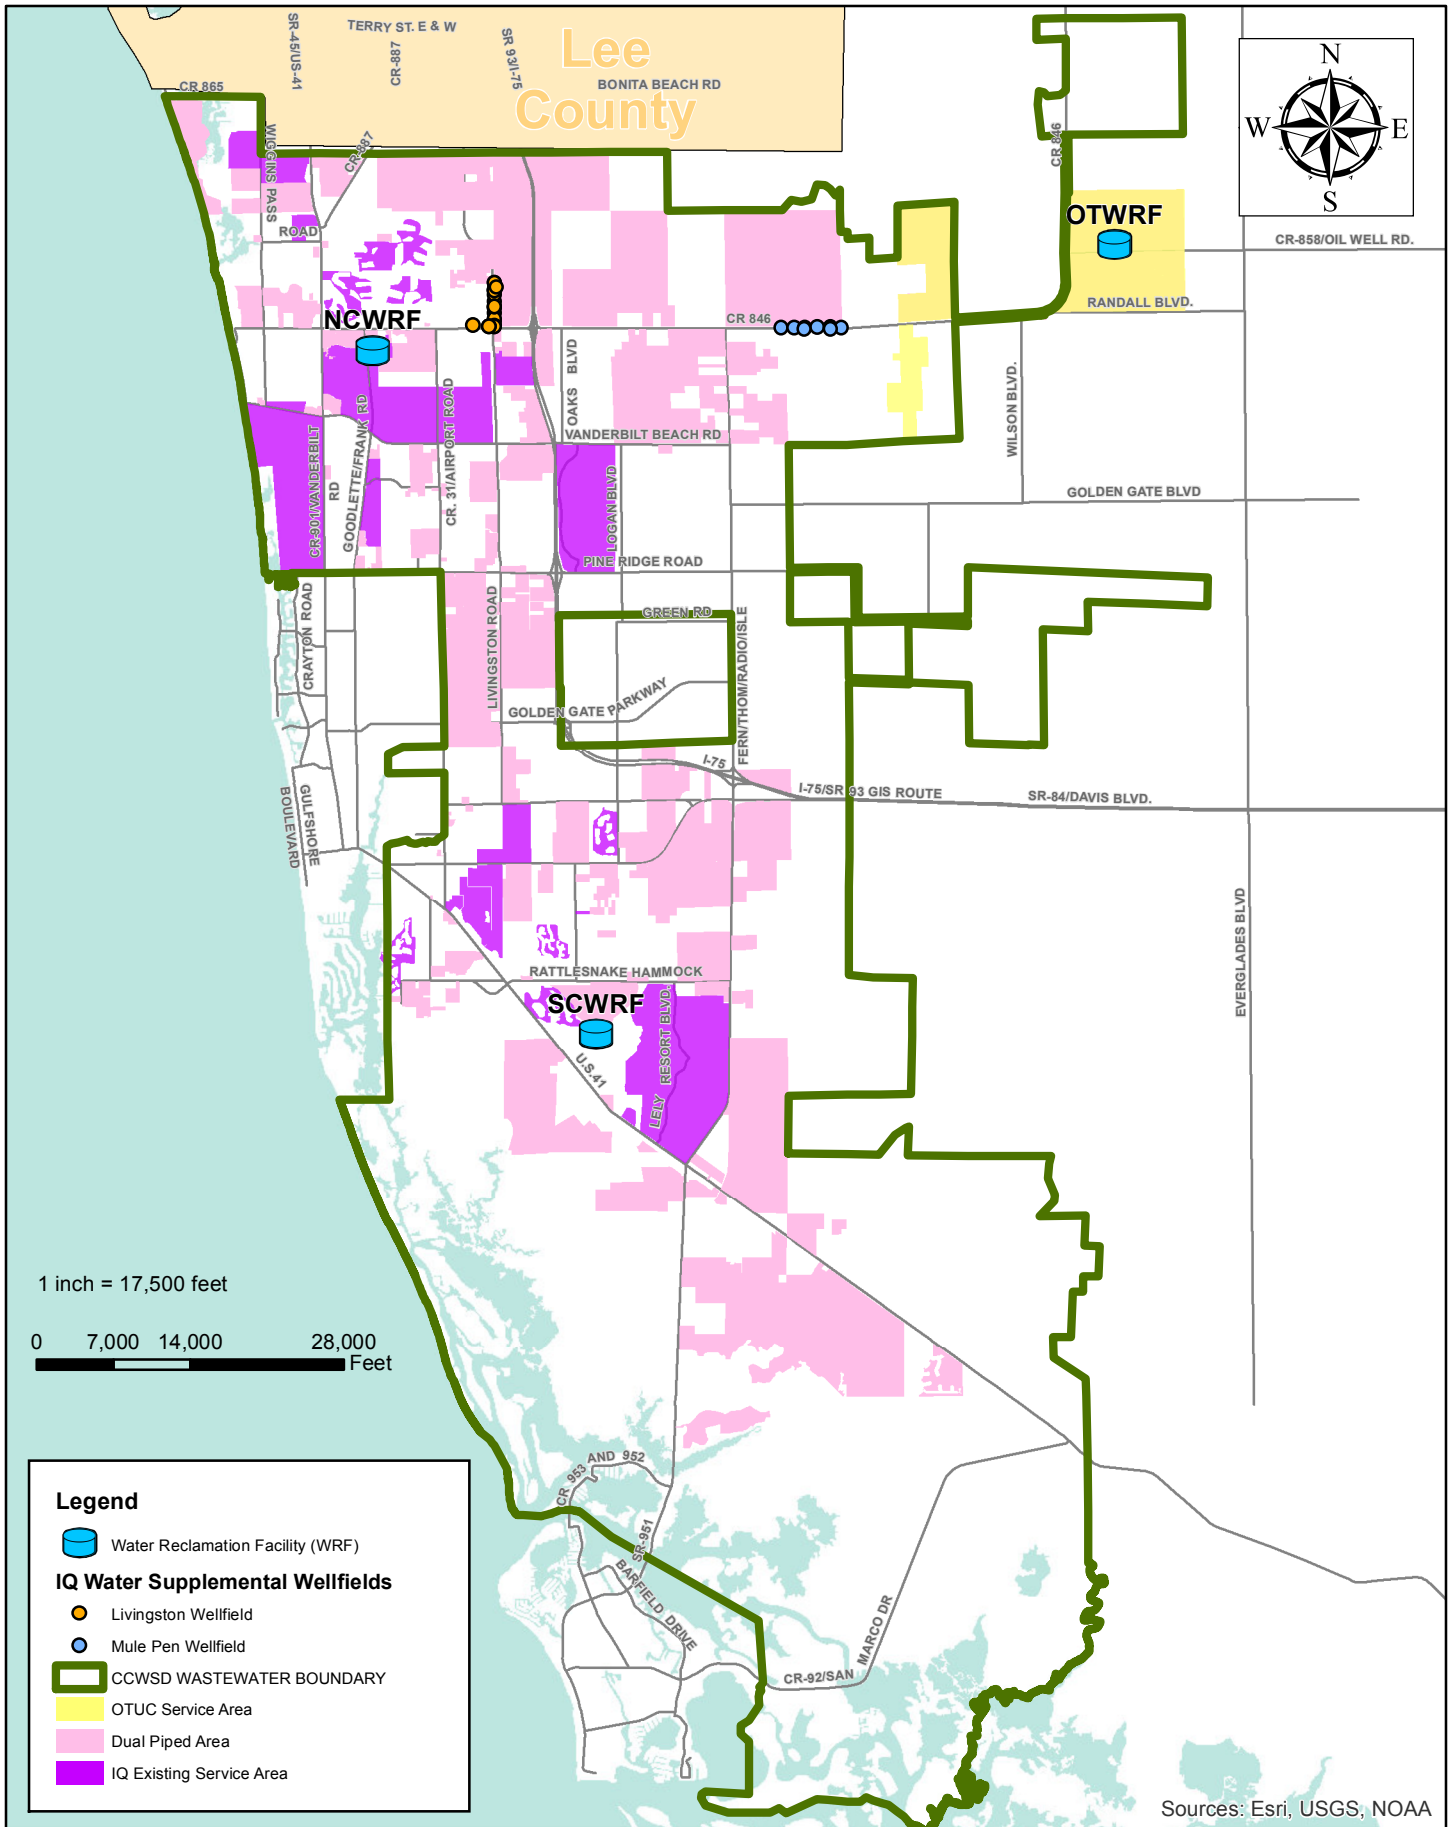 SR-45/US-41
TERRY ST. E & W
CR-887
SR 93/I-75
Lee
County
CR 865
BONITA BEACH RD
N
W
E
S
WIGGINS PASS
ROAD
CR-887
CR 846
OTWRF
CR-858/OIL WELL RD.
RANDALL BLVD.
NCWRF
CR 846
OAKS BLVD
WILSON BLVD.
CR-901/VANDERBILT
RD
GOODLETTE/FRANK RD
CR. 31/AIRPORT ROAD
VANDERBILT BEACH RD
LOGAN BLVD
GOLDEN GATE BLVD
PINE RIDGE ROAD
CRAYTON ROAD
LIVINGSTON ROAD
GREEN RD
FERN/THOM/RADIO/ISLE
GOLDEN GATE PARKWAY
I-75
I-75/SR 93 GIS ROUTE
SR-84/DAVIS BLVD.
GULFSHORE
BOULEVARD
EVERGLADES BLVD
RATTLESNAKE HAMMOCK
SCWRF
U.S.41
LELY RESORT BLVD.
1 inch = 17,500 feet
0 7,000 14,000 28,000
Feet
CR 953 AND 952
SR-951
BARFIELD DRIVE
CR-92/SAN MARCO DR
Legend
Water Reclamation Facility (WRF)
IQ Water Supplemental Wellfields
Livingston Wellfield
Mule Pen Wellfield
CCWSD WASTEWATER BOUNDARY
OTUC Service Area
Dual Piped Area
IQ Existing Service Area
Sources: Esri, USGS, NOAA